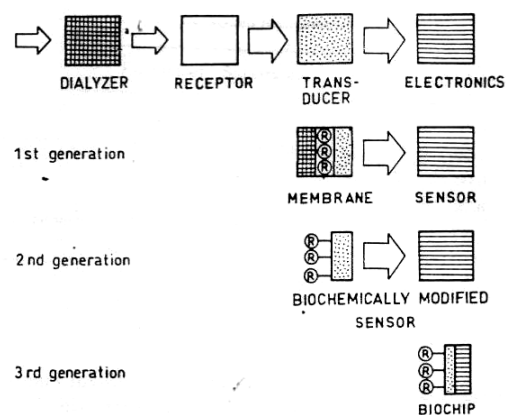 DIALYZER RECEPTOR TRANS- ELECTRONICS
DUCER
1st generation
R
R
R
MEMBRANE SENSOR
2nd generation
R
R
R
BIOCHEMICALLY MODIFIED
SENSOR
3rd generation
R
R
R
BIOCHIP